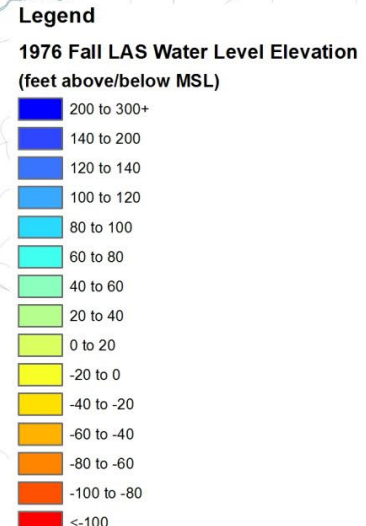 Legend
1976 Fall LAS Water Level Elevation
(feet above/below MSL)
200 to 300+
140 to 200
120 to 140
100 to 120
80 to 100
60 to 80
40 to 60
20 to 40
0 to 20
-20 to 0
-40 to -20
-60 to -40
-80 to -60
-100 to -80
<-100